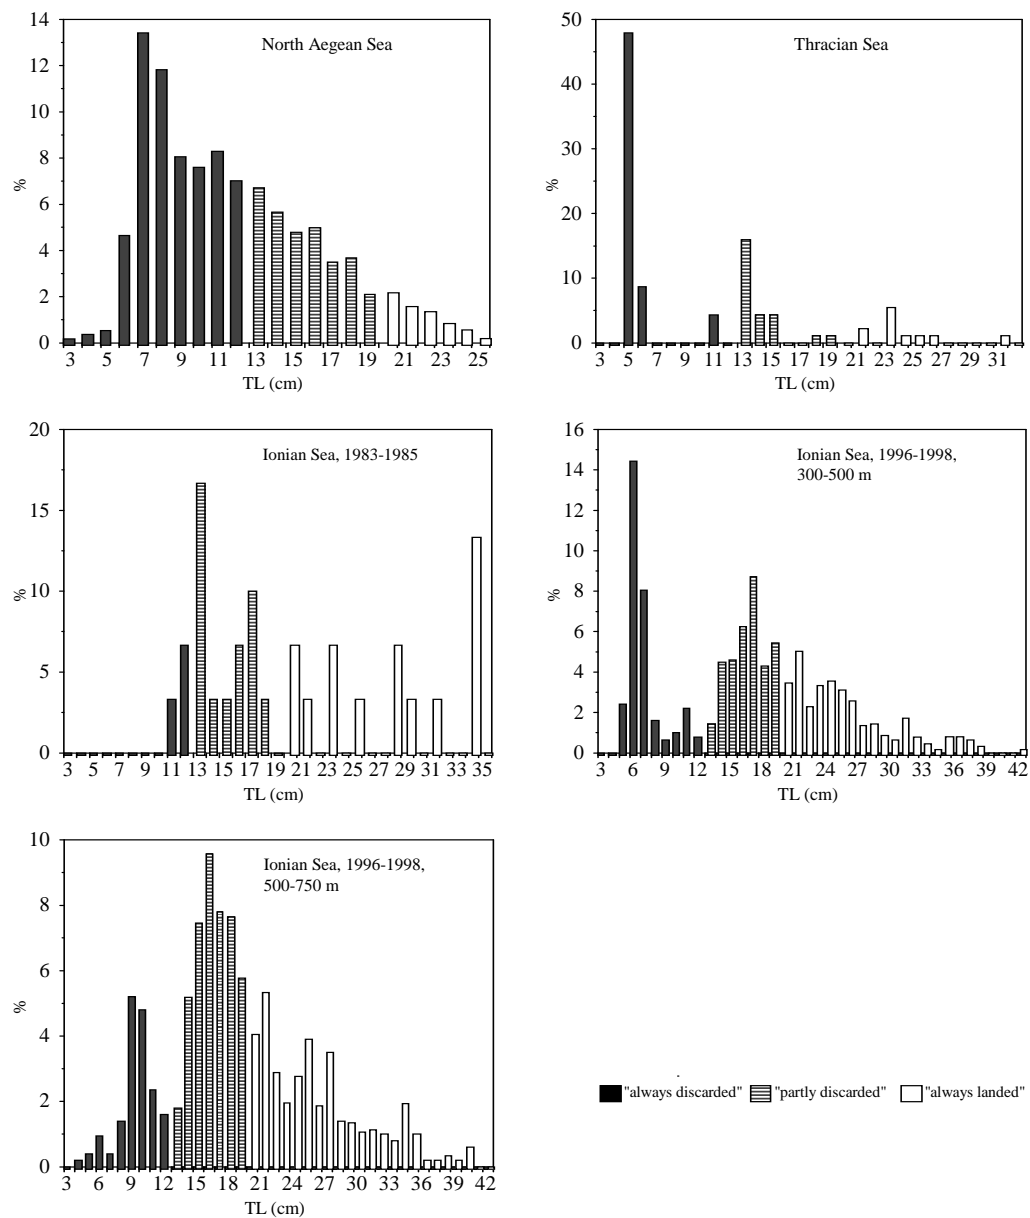 North Aegean Sea
%
14
12
10
8
6
4
2
0
3 5 7 9 11 13 15 17 19 21 23 25
TL (cm)
Thracian Sea
%
50
40
30
20
10
0
3 5 7 9 11 13 15 17 19 21 23 25 27 29 31
TL (cm)
Ionian Sea, 1983-1985
%
20
15
10
5
0
3 5 7 9 11 13 15 17 19 21 23 25 27 29 31 33 35
TL (cm)
Ionian Sea, 1996-1998,
300-500 m
%
16
14
12
10
8
6
4
2
0
3 6 9 12 15 18 21 24 27 30 33 36 39 42
TL (cm)
Ionian Sea, 1996-1998,
500-750 m
%
10
8
6
4
2
0
3 6 9 12 15 18 21 24 27 30 33 36 39 42
TL (cm)
"always discarded" "partly discarded" "always landed"